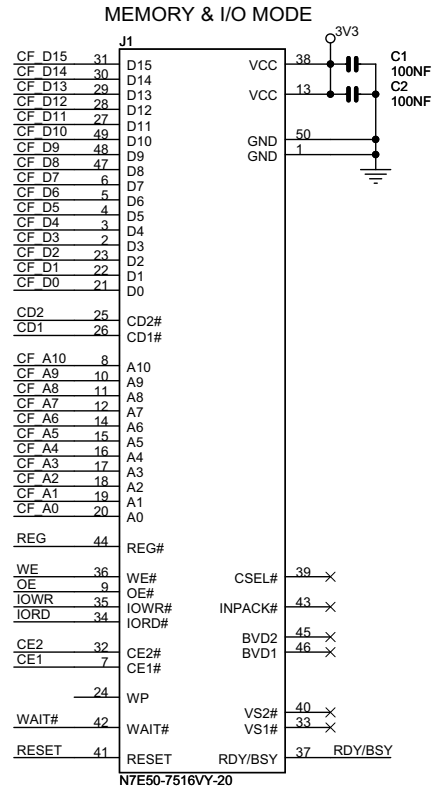 MEMORY & I/O MODE
3V3
J1
CF_D15 31 D15 VCC 38 C1
CF_D14 30 D14 100NF
CF_D13 29 D13 VCC 13 C2
CF_D12 28 D12 100NF
CF_D11 27 D11
CF_D10 49 D10 GND 50
CF_D9 48 D9 GND 1
CF_D8 47 D8
CF_D7 6 D7
CF_D6 5 D6
CF_D5 4 D5
CF_D4 3 D4
CF_D3 2 D3
CF_D2 23 D2
CF_D1 22 D1
CF_D0 21 D0
CD2 25 CD2#
CD1 26 CD1#
CF_A10 8 A10
CF_A9 10 A9
CF_A8 11 A8
CF_A7 12 A7
CF_A6 14 A6
CF_A5 15 A5
CF_A4 16 A4
CF_A3 17 A3
CF_A2 18 A2
CF_A1 19 A1
CF_A0 20 A0
REG 44 REG#
WE 36 WE# CSEL# 39
OE 9 OE#
IOWR 35 IOWR# INPACK# 43
IORD 34 IORD#
BVD2 45
CE2 32 CE2# BVD1 46
CE1 7 CE1#
24 WP
VS2# 40
WAIT# 42 WAIT# VS1# 33
RESET 41 RESET RDY/BSY 37 RDY/BSY
N7E50-7516VY-20